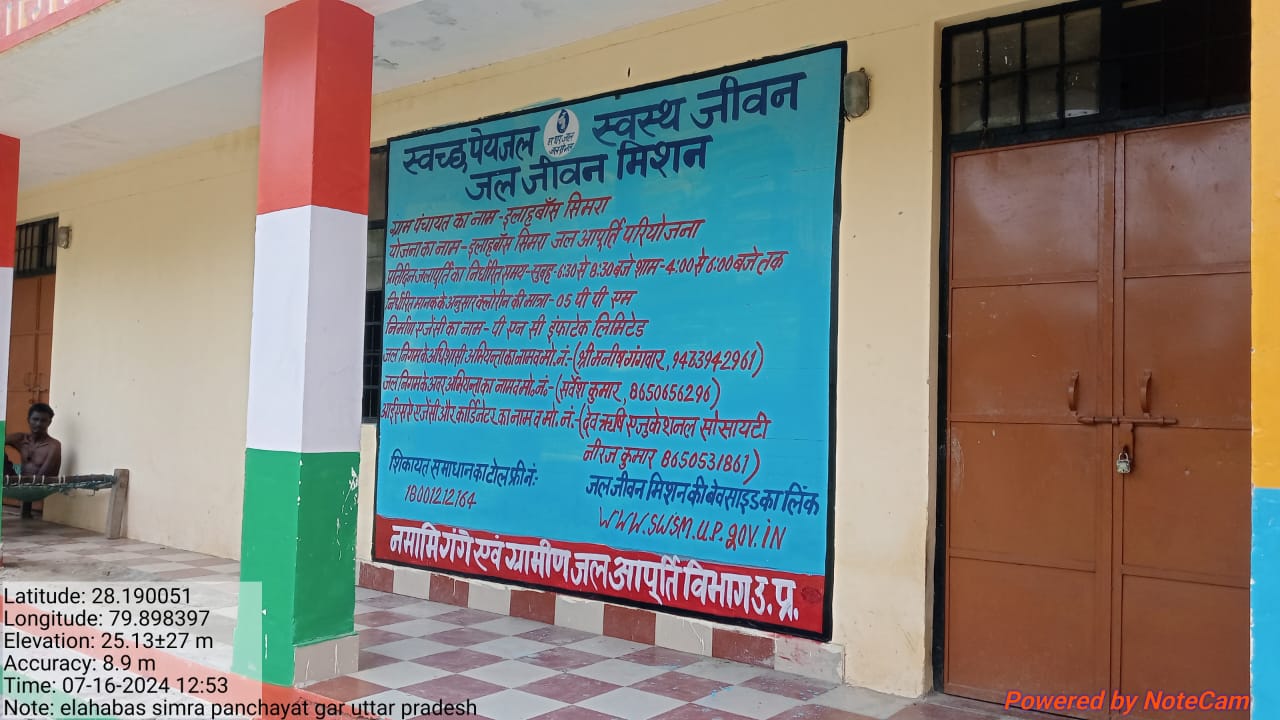 स्वच्छ पेयजल स्वस्थ जीवन
जल जीवन मिशन
ग्राम पंचायत का नाम - इलाहबाँस सिमरा
योजना का नाम - इलाहबाँस सिमरा जल आपूर्ति परियोजना
प्रतिदिन जलापूर्ति का निर्धारित समय - सुबह - 6:30 से 8:30 बजे शाम - 4:00 से 6:00 बजे तक
निर्धारित मानक के अनुसार क्लोरीन की मात्रा - 05 पी पी एम
निर्माण एजेंसी का नाम - पी एन सी इंफाटेक लिमिटेड
जल निगम के अधिशासी अभियन्ता का नाम व मो. नं:- (श्री मनीष गंगवार, 9473942961)
जल निगम के अवर अभियन्ता का नाम व मो. नं:- (सर्वेश कुमार, 8650656296)
आईएसए एजेंसी और कार्डिनेटर का नाम व मो. नं. :- (देव ऋषि एजुकेशनल सोसायटी
नीरज कुमार 8650531861)
शिकायत समाधान का टोल फ्री नं:-
18001212164
जल जीवन मिशन की बेवसाइड का लिंक
WWW.SWSM.U.P.gov.iN
नमामि गंगे एवं ग्रामीण जल आपूर्ति विभाग उ. प्र.
Latitude: 28.190051
Longitude: 79.898397
Elevation: 25.13±27 m
Accuracy: 8.9 m
Time: 07-16-2024 12:53
Note: elahabas simra panchayat gar uttar pradesh
Powered by NoteCam